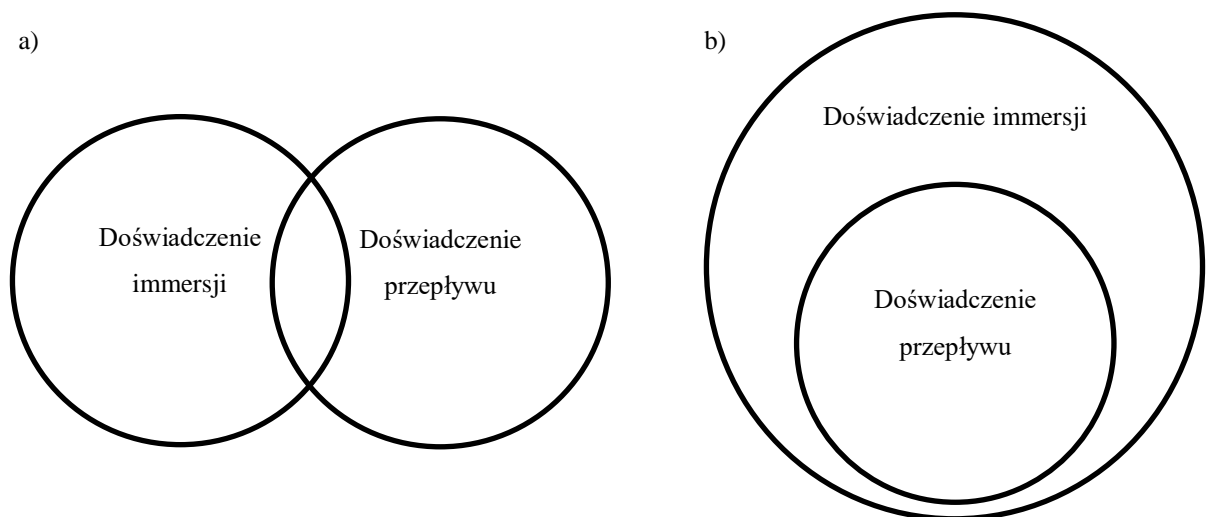 a)
Doświadczenie
immersji
Doświadczenie
przepływu
b)
Doświadczenie immersji
Doświadczenie
przepływu